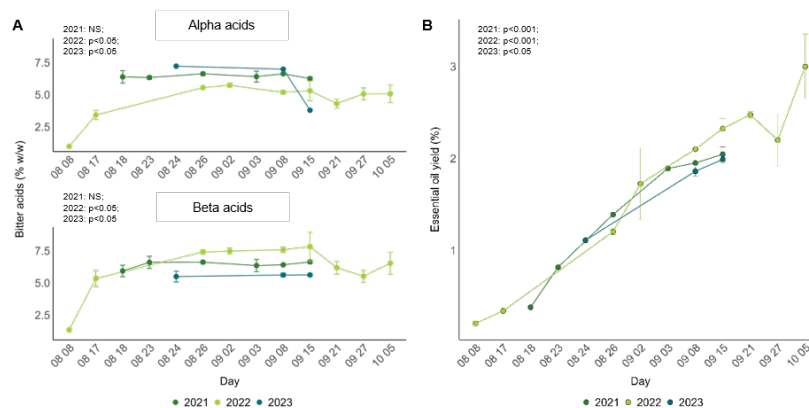 A
Alpha acids
2021: NS;
2022: p<0.05;
2023: p<0.05
7.5
5.0
2.5
08 08
08 17
08 18
08 23
08 24
08 26
09 02
09 03
09 08
09 15
09 21
09 27
10 05
Bitter acids (% w/w)
Beta acids
2021: NS;
2022: p<0.05;
2023: p<0.05
7.5
5.0
2.5
08 08
08 17
08 18
08 23
08 24
08 26
09 02
09 03
09 08
09 15
09 21
09 27
10 05
Day
2021 2022 2023
B
2021: p<0.001;
2022: p<0.001;
2023: p<0.05
Essential oil yield (%)
3
2
1
08 08
08 17
08 18
08 23
08 24
08 26
09 02
09 03
09 08
09 15
09 21
09 27
10 05
Day
2021 2022 2023